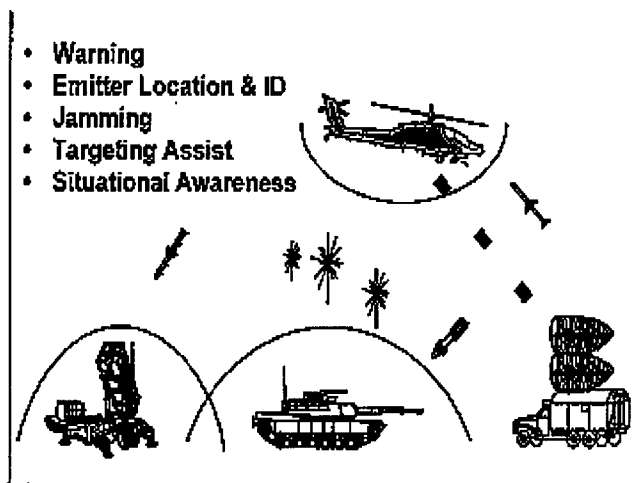 • Warning
• Emitter Location & ID
• Jamming
• Targeting Assist
• Situational Awareness